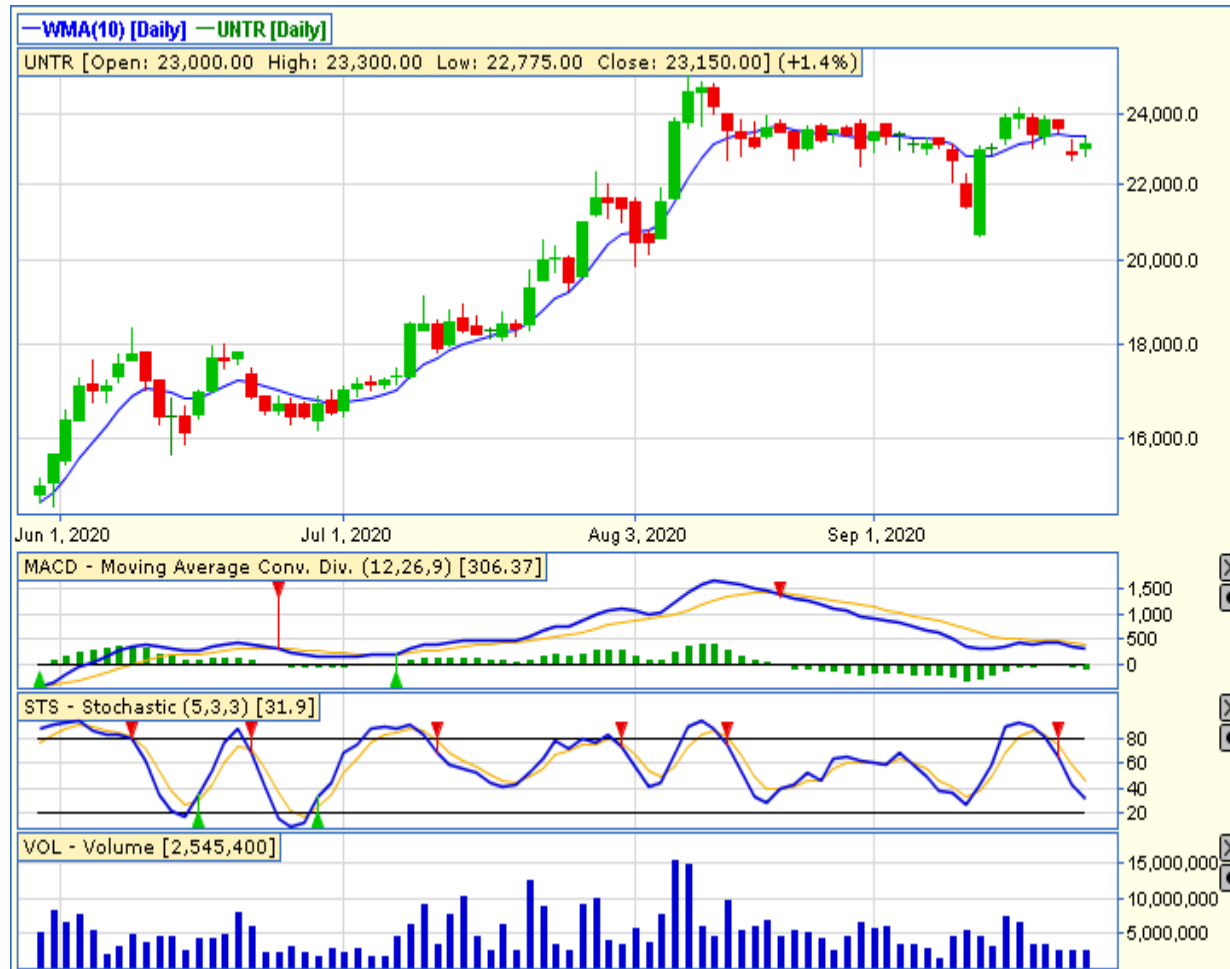 WMA(10) [Daily] UNTR [Daily]
UNTR [Open: 23,000.00 High: 23,300.00 Low: 22,775.00 Close: 23,150.00] (+1.4%)
24,000.0
22,000.0
20,000.0
18,000.0
16,000.0
Jun 1, 2020 Jul 1, 2020 Aug 3, 2020 Sep 1, 2020
MACD - Moving Average Conv. Div. (12,26,9) [306.37]
1,500
1,000
500
0
STS - Stochastic (5,3,3) [31.9]
80
60
40
20
VOL - Volume [2,545,400]
15,000,000
10,000,000
5,000,000